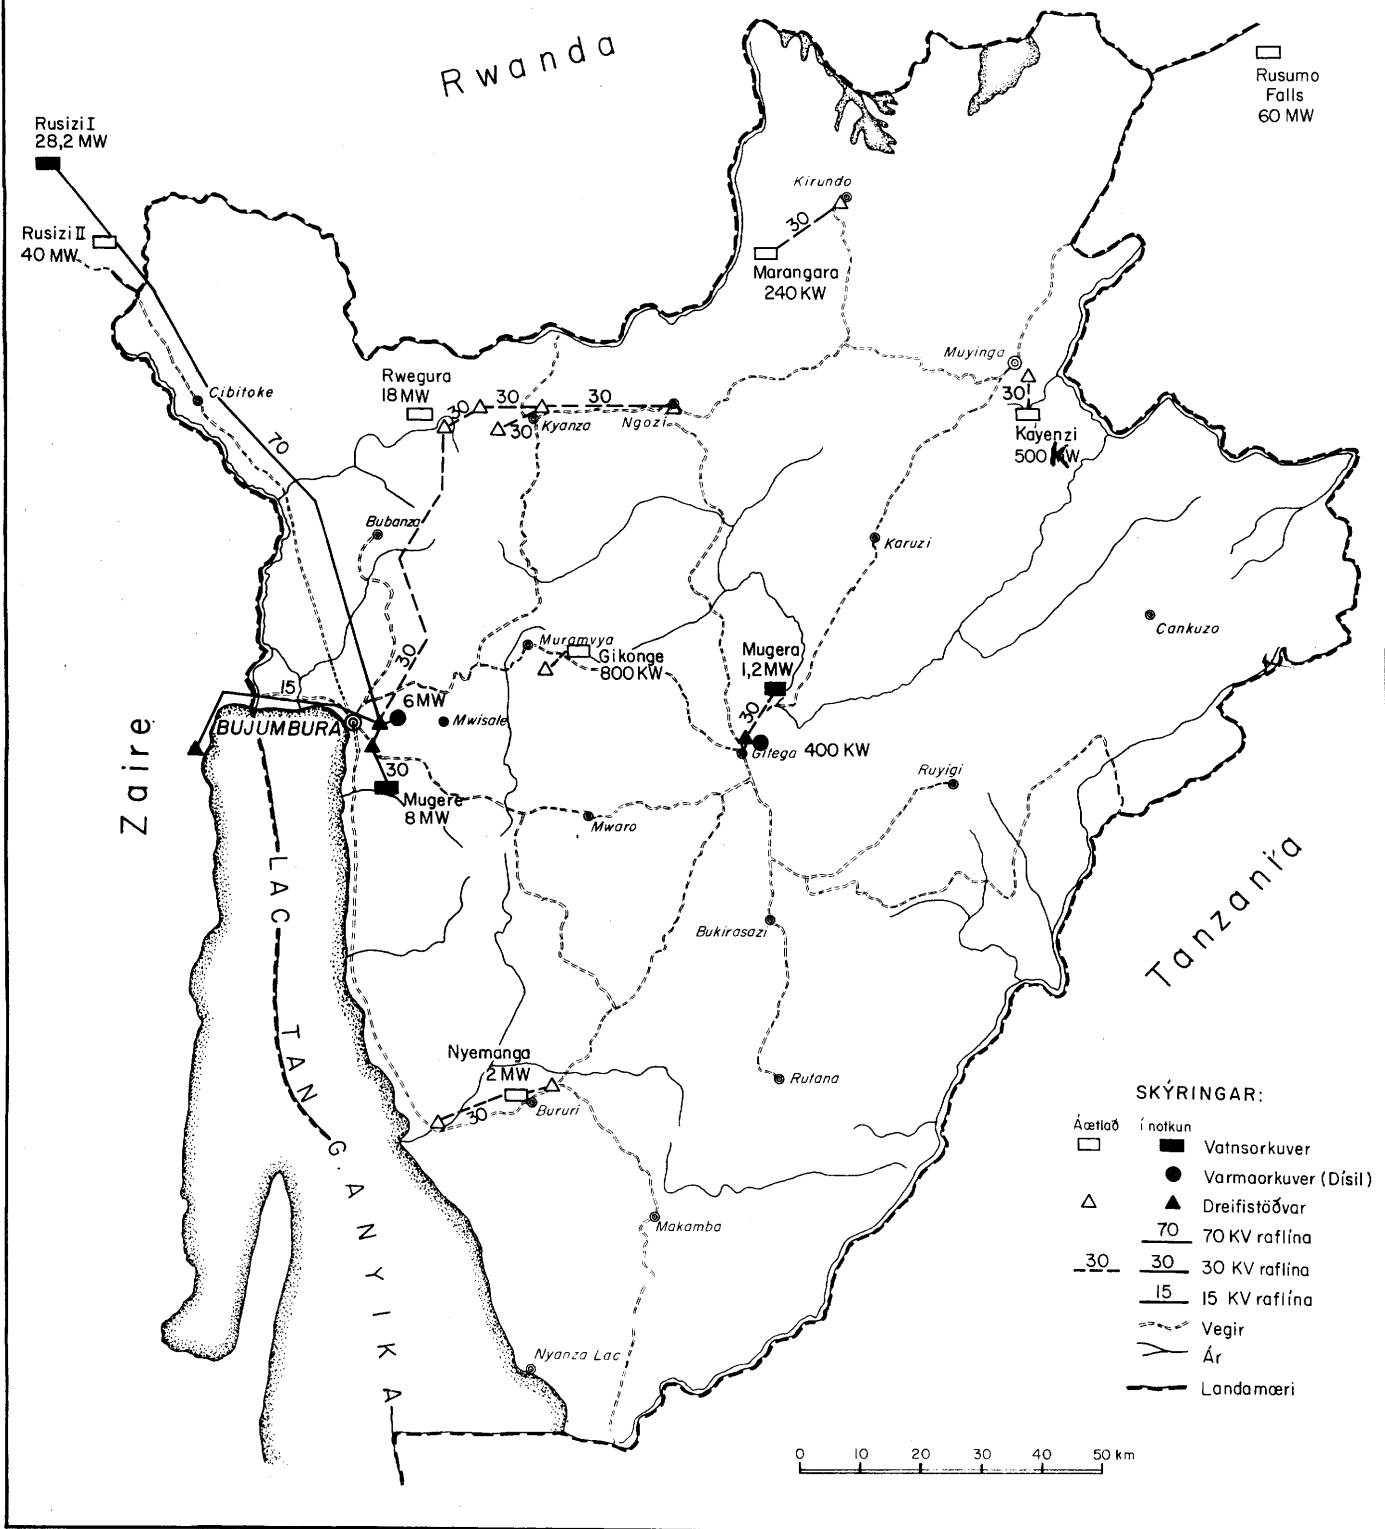 Rwanda
Rusumo
Falls
60 MW
Rusizi I
28,2 MW
Rusizi II
40 MW
Kirundo
30
Marangara
240 KW
Muyinga
30
Kayenzi
500 KW
Cibitoke
70
Rwegura
18 MW
30
30
30
30
Kyanza
Ngozi
Bubanza
Karuzi
Cankuzo
Muramvya
Gikonge
800 KW
Mugera
1,2 MW
30
30
15
6 MW
Mwisale
BUJUMBURA
Gitega
400 KW
Zaire
30
Mugere
8 MW
Mwaro
Ruyigi
Bukirasazi
Tanzanía
LAC TANGANYIKA
Nyemanga
2 MW
30
Bururi
Rutana
Makamba
Nyanza Lac
SKÝRINGAR:
Áætlað
í notkun
Vatnsorkuver
Varmaorkuver (Dísil)
Dreifistöðvar
70
70 KV raflína
30
30
30 KV raflína
15
15 KV raflína
Vegir
Ár
Landamæri
0 10 20 30 40 50 km